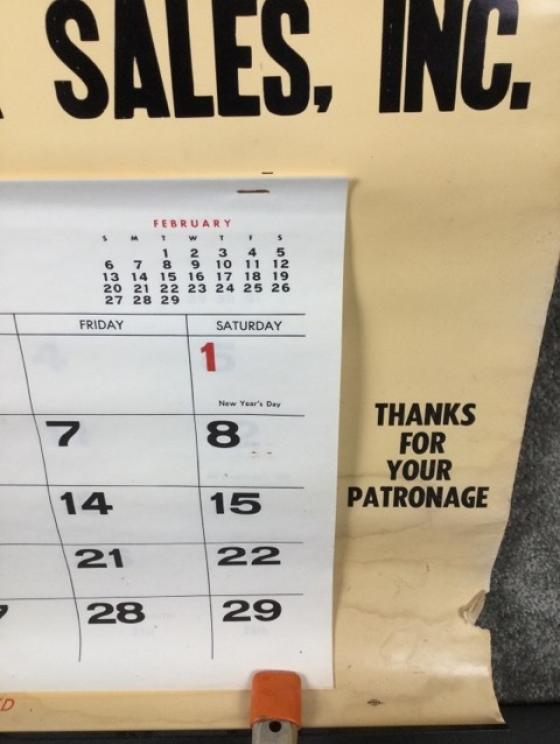 SALES, INC.
FEBRUARY
S M T W T F S
1 2 3 4 5
6 7 8 9 10 11 12
13 14 15 16 17 18 19
20 21 22 23 24 25 26
27 28 29
FRIDAY SATURDAY
1
New Year's Day
7 8
14 15
21 22
28 29
THANKS
FOR
YOUR
PATRONAGE